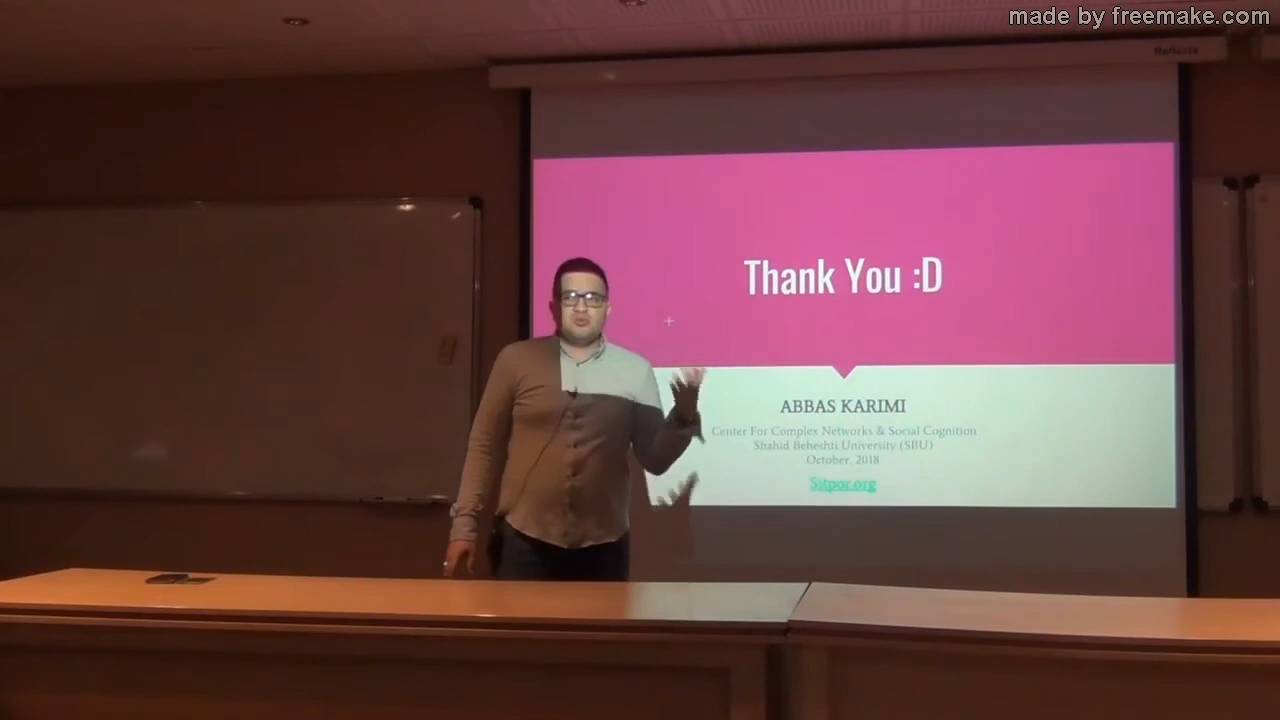 made by freemake.com
Reflecta
Thank You :D
ABBAS KARIMI
Center For Complex Networks & Social Cognition
Shahid Beheshti University (SBU)
October, 2018
Sitpor.org